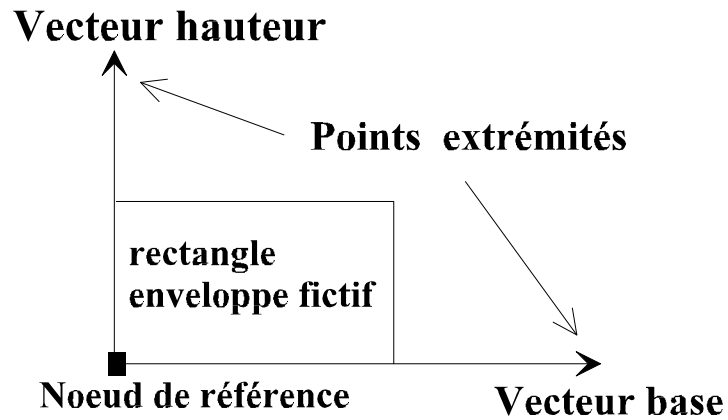 Vecteur hauteur
Points extrémités
rectangle
enveloppe fictif
Noeud de référence
Vecteur base